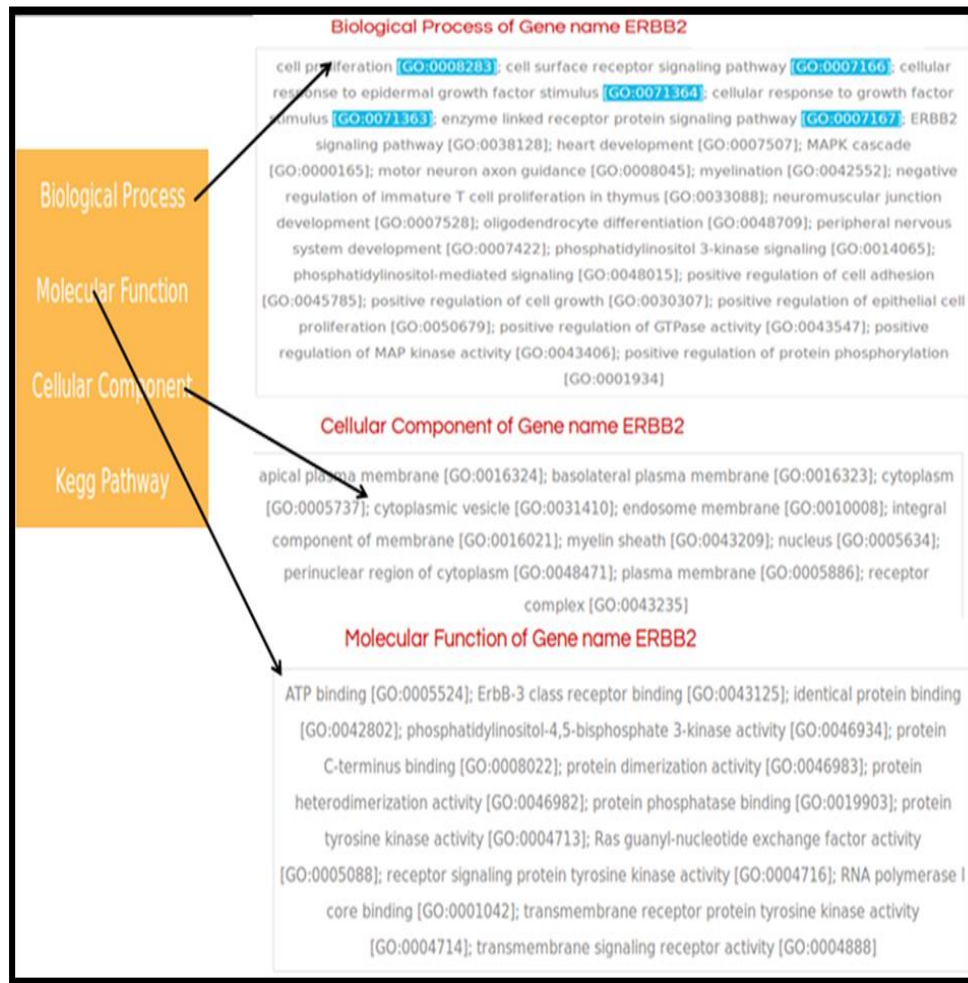 Biological Process of Gene name ERBB2
cell proliferation [GO:0008283]; cell surface receptor signaling pathway [GO:0007166]; cellular
response to epidermal growth factor stimulus [GO:0071364]; cellular response to growth factor
stimulus [GO:0071363]; enzyme linked receptor protein signaling pathway [GO:0007167]; ERBB2
signaling pathway [GO:0038128]; heart development [GO:0007507]; MAPK cascade
[GO:0000165]; motor neuron axon guidance [GO:0008045]; myelination [GO:0042552]; negative
regulation of immature T cell proliferation in thymus [GO:0033088]; neuromuscular junction
development [GO:0007528]; oligodendrocyte differentiation [GO:0048709]; peripheral nervous
system development [GO:0007422]; phosphatidylinositol 3-kinase signaling [GO:0014065];
phosphatidylinositol-mediated signaling [GO:0048015]; positive regulation of cell adhesion
[GO:0045785]; positive regulation of cell growth [GO:0030307]; positive regulation of epithelial cell
proliferation [GO:0050679]; positive regulation of GTPase activity [GO:0043547]; positive
regulation of MAP kinase activity [GO:0043406]; positive regulation of protein phosphorylation
[GO:0001934]
Biological Process
Molecular Function
Cellular Component
Kegg Pathway
Cellular Component of Gene name ERBB2
apical plasma membrane [GO:0016324]; basolateral plasma membrane [GO:0016323]; cytoplasm
[GO:0005737]; cytoplasmic vesicle [GO:0031410]; endosome membrane [GO:0010008]; integral
component of membrane [GO:0016021]; myelin sheath [GO:0043209]; nucleus [GO:0005634];
perinuclear region of cytoplasm [GO:0048471]; plasma membrane [GO:0005886]; receptor
complex [GO:0043235]
Molecular Function of Gene name ERBB2
ATP binding [GO:0005524]; ErbB-3 class receptor binding [GO:0043125]; identical protein binding
[GO:0042802]; phosphatidylinositol-4,5-bisphosphate 3-kinase activity [GO:0046934]; protein
C-terminus binding [GO:0008022]; protein dimerization activity [GO:0046983]; protein
heterodimerization activity [GO:0046982]; protein phosphatase binding [GO:0019903]; protein
tyrosine kinase activity [GO:0004713]; Ras guanyl-nucleotide exchange factor activity
[GO:0005088]; receptor signaling protein tyrosine kinase activity [GO:0004716]; RNA polymerase I
core binding [GO:0001042]; transmembrane receptor protein tyrosine kinase activity
[GO:0004714]; transmembrane signaling receptor activity [GO:0004888]